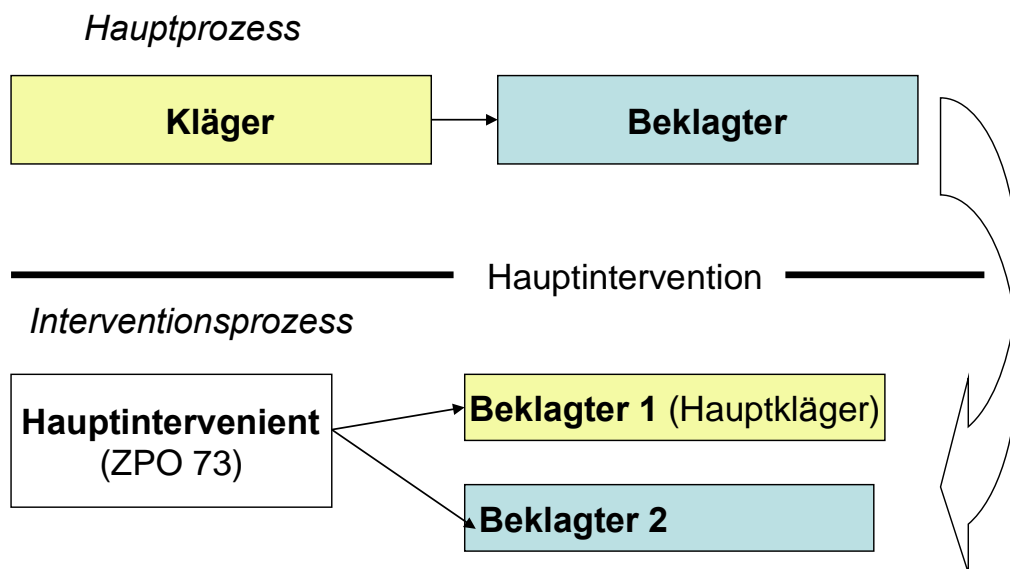 Hauptprozess
Kläger
Beklagter
Hauptintervention
Interventionsprozess
Hauptintervenient
(ZPO 73)
Beklagter 1 (Hauptkläger)
Beklagter 2